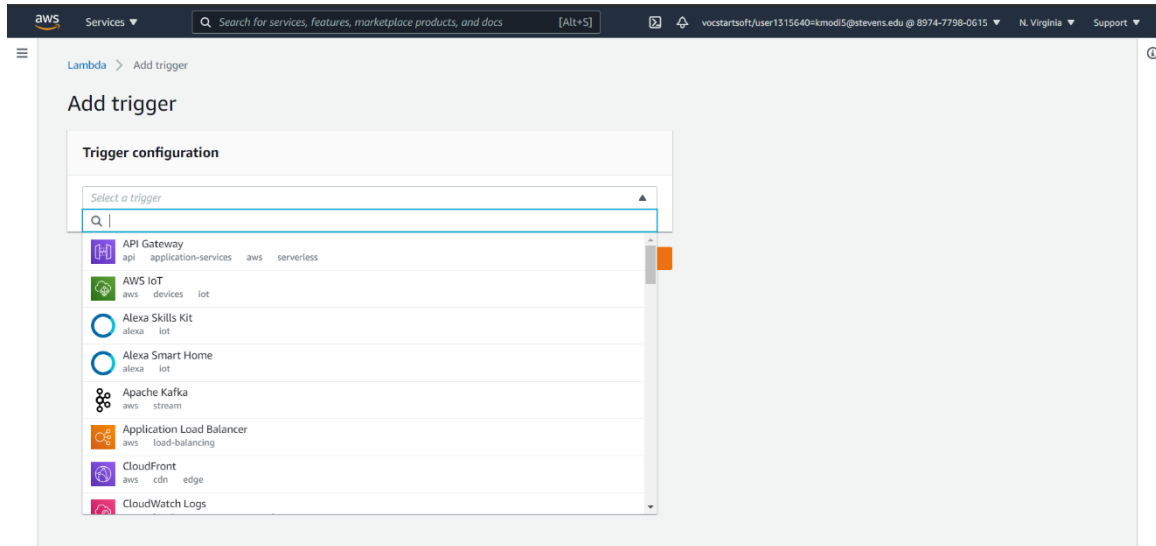 aws Services ▼ Search for services, features, marketplace products, and docs [Alt+S] vocstartsoft/user1315640=kmodi5@stevens.edu @ 8974-7798-0615 ▼ N. Virginia ▼ Support ▼
Lambda > Add trigger
Add trigger
Trigger configuration
Select a trigger
API Gateway
api application-services aws serverless
AWS IoT
aws devices iot
Alexa Skills Kit
alexa iot
Alexa Smart Home
alexa iot
Apache Kafka
aws stream
Application Load Balancer
aws load-balancing
CloudFront
aws cdn edge
CloudWatch Logs